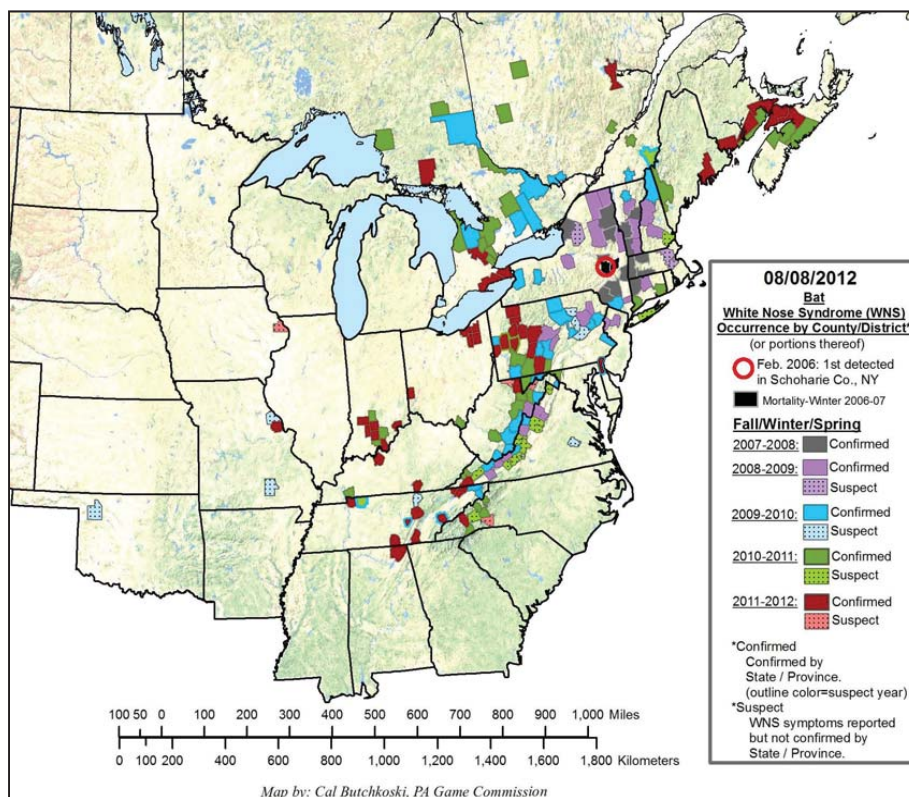 08/08/2012
Bat
White Nose Syndrome (WNS)
Occurrence by County/District*
(or portions thereof)
Feb. 2006: 1st detected
in Schoharie Co., NY
Mortality-Winter 2006-07
Fall/Winter/Spring
2007-2008: Confirmed
2008-2009: Confirmed
Suspect
2009-2010: Confirmed
Suspect
2010-2011: Confirmed
Suspect
2011-2012: Confirmed
Suspect
*Confirmed
Confirmed by
State / Province.
(outline color=suspect year)
*Suspect
WNS symptoms reported
but not confirmed by
State / Province.
100 50 0 100 200 300 400 500 600 700 800 900 1,000 Miles
0 100 200 400 600 800 1,000 1,200 1,400 1,600 1,800 Kilometers
Map by: Cal Butchkoski, PA Game Commission